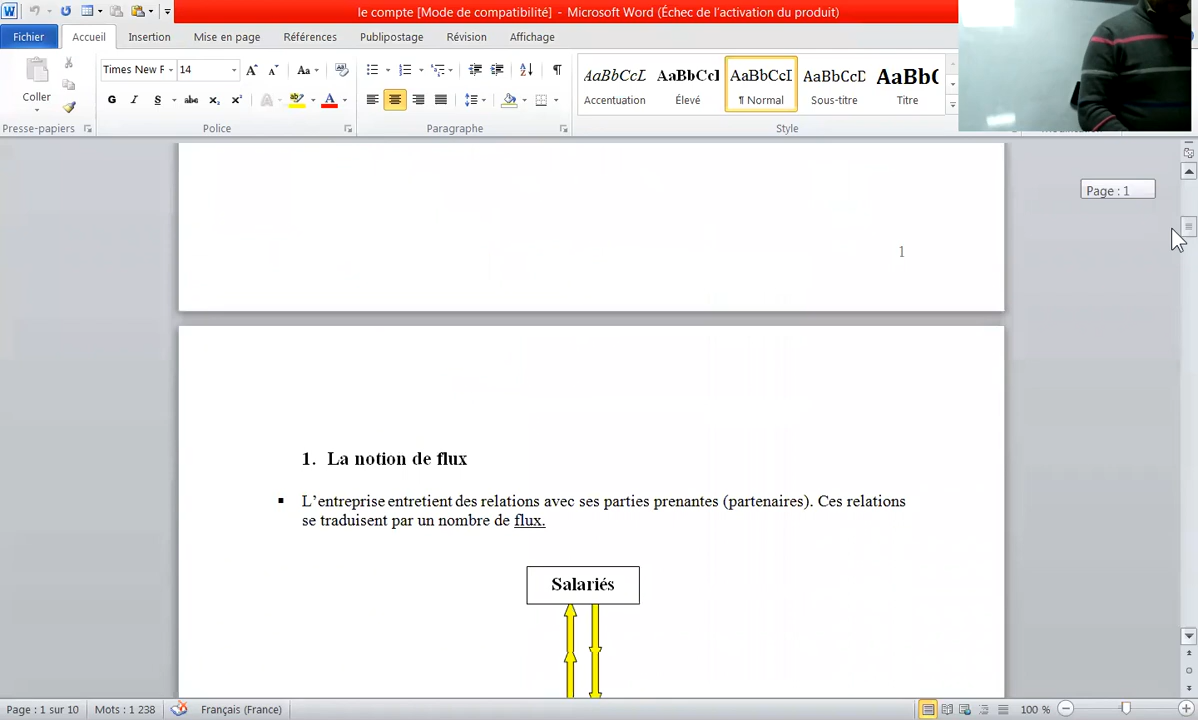 le compte [Mode de compatibilité] - Microsoft Word (Échec de l'activation du produit)
Fichier Accueil Insertion Mise en page Références Publipostage Révision Affichage
Coller
Times New F 14
Aa
G I S abc x₂ x² A A
AaBbCcL AaBbCcI AaBbCcI AaBbCcD AaBbC
Accentuation Élevé ¶ Normal Sous-titre Titre
Presse-papiers Police Paragraphe Style
Page : 1
1
1. La notion de flux
▪ L'entreprise entretient des relations avec ses parties prenantes (partenaires). Ces relations
se traduisent par un nombre de flux.
Salariés
Page : 1 sur 10 Mots : 1 238 Français (France) 100 %